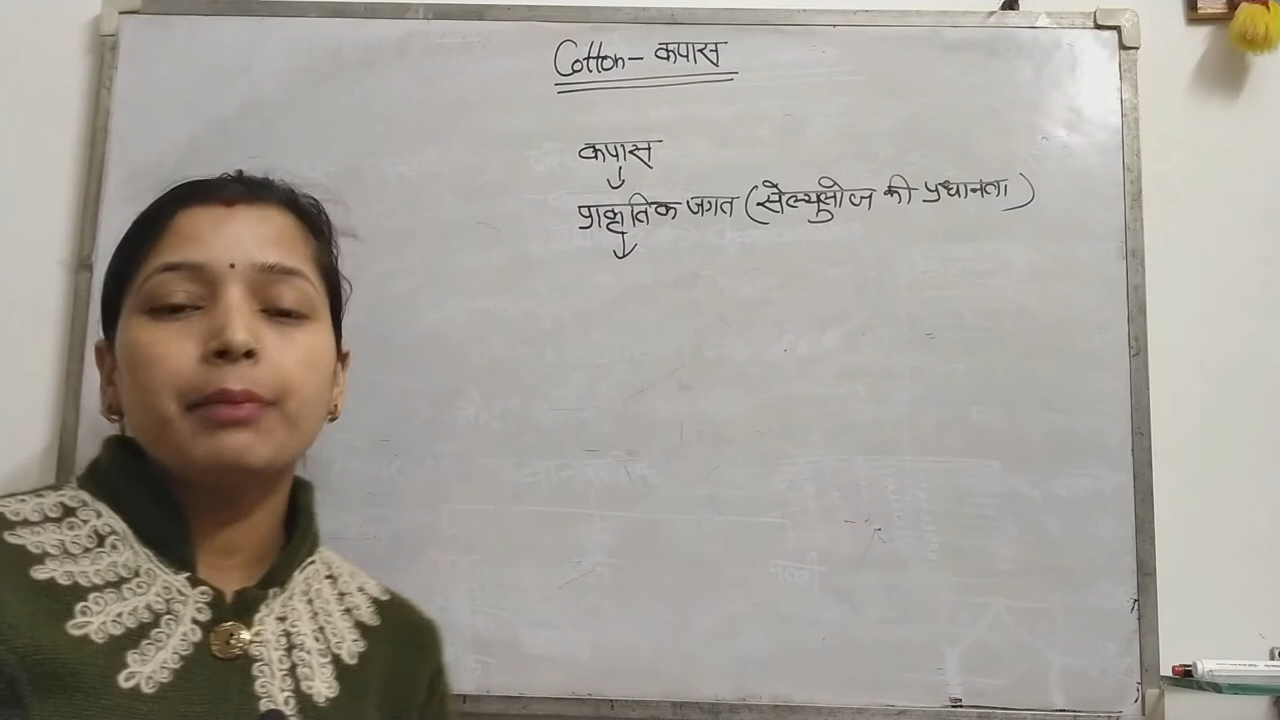 Cotton - कपास
कपास
प्राकृतिक जगत (सेल्युलोज की प्रधानता)